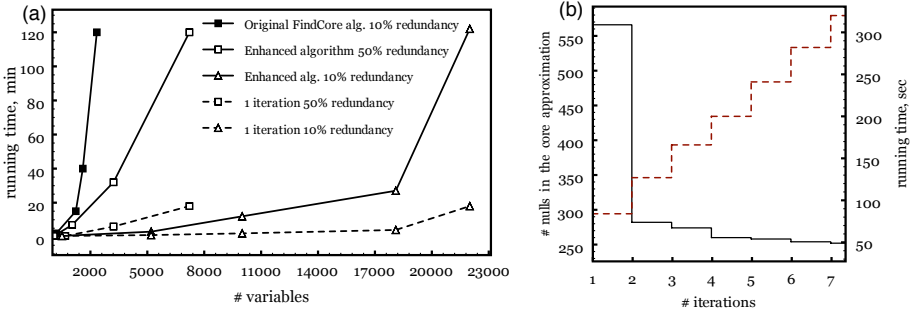 (a)
Original FindCore alg. 10% redundancy
Enhanced algorithm 50% redundancy
Enhanced alg. 10% redundancy
1 iteration 50% redundancy
1 iteration 10% redundancy
running time, min
120
100
80
60
40
20
0
2000
5000
8000
11000
14000
17000
20000
23000
# variables
(b)
# nulls in the core approximation
550
500
450
400
350
300
250
300
250
200
150
100
50
running time, sec
1
2
3
4
5
6
7
# iterations